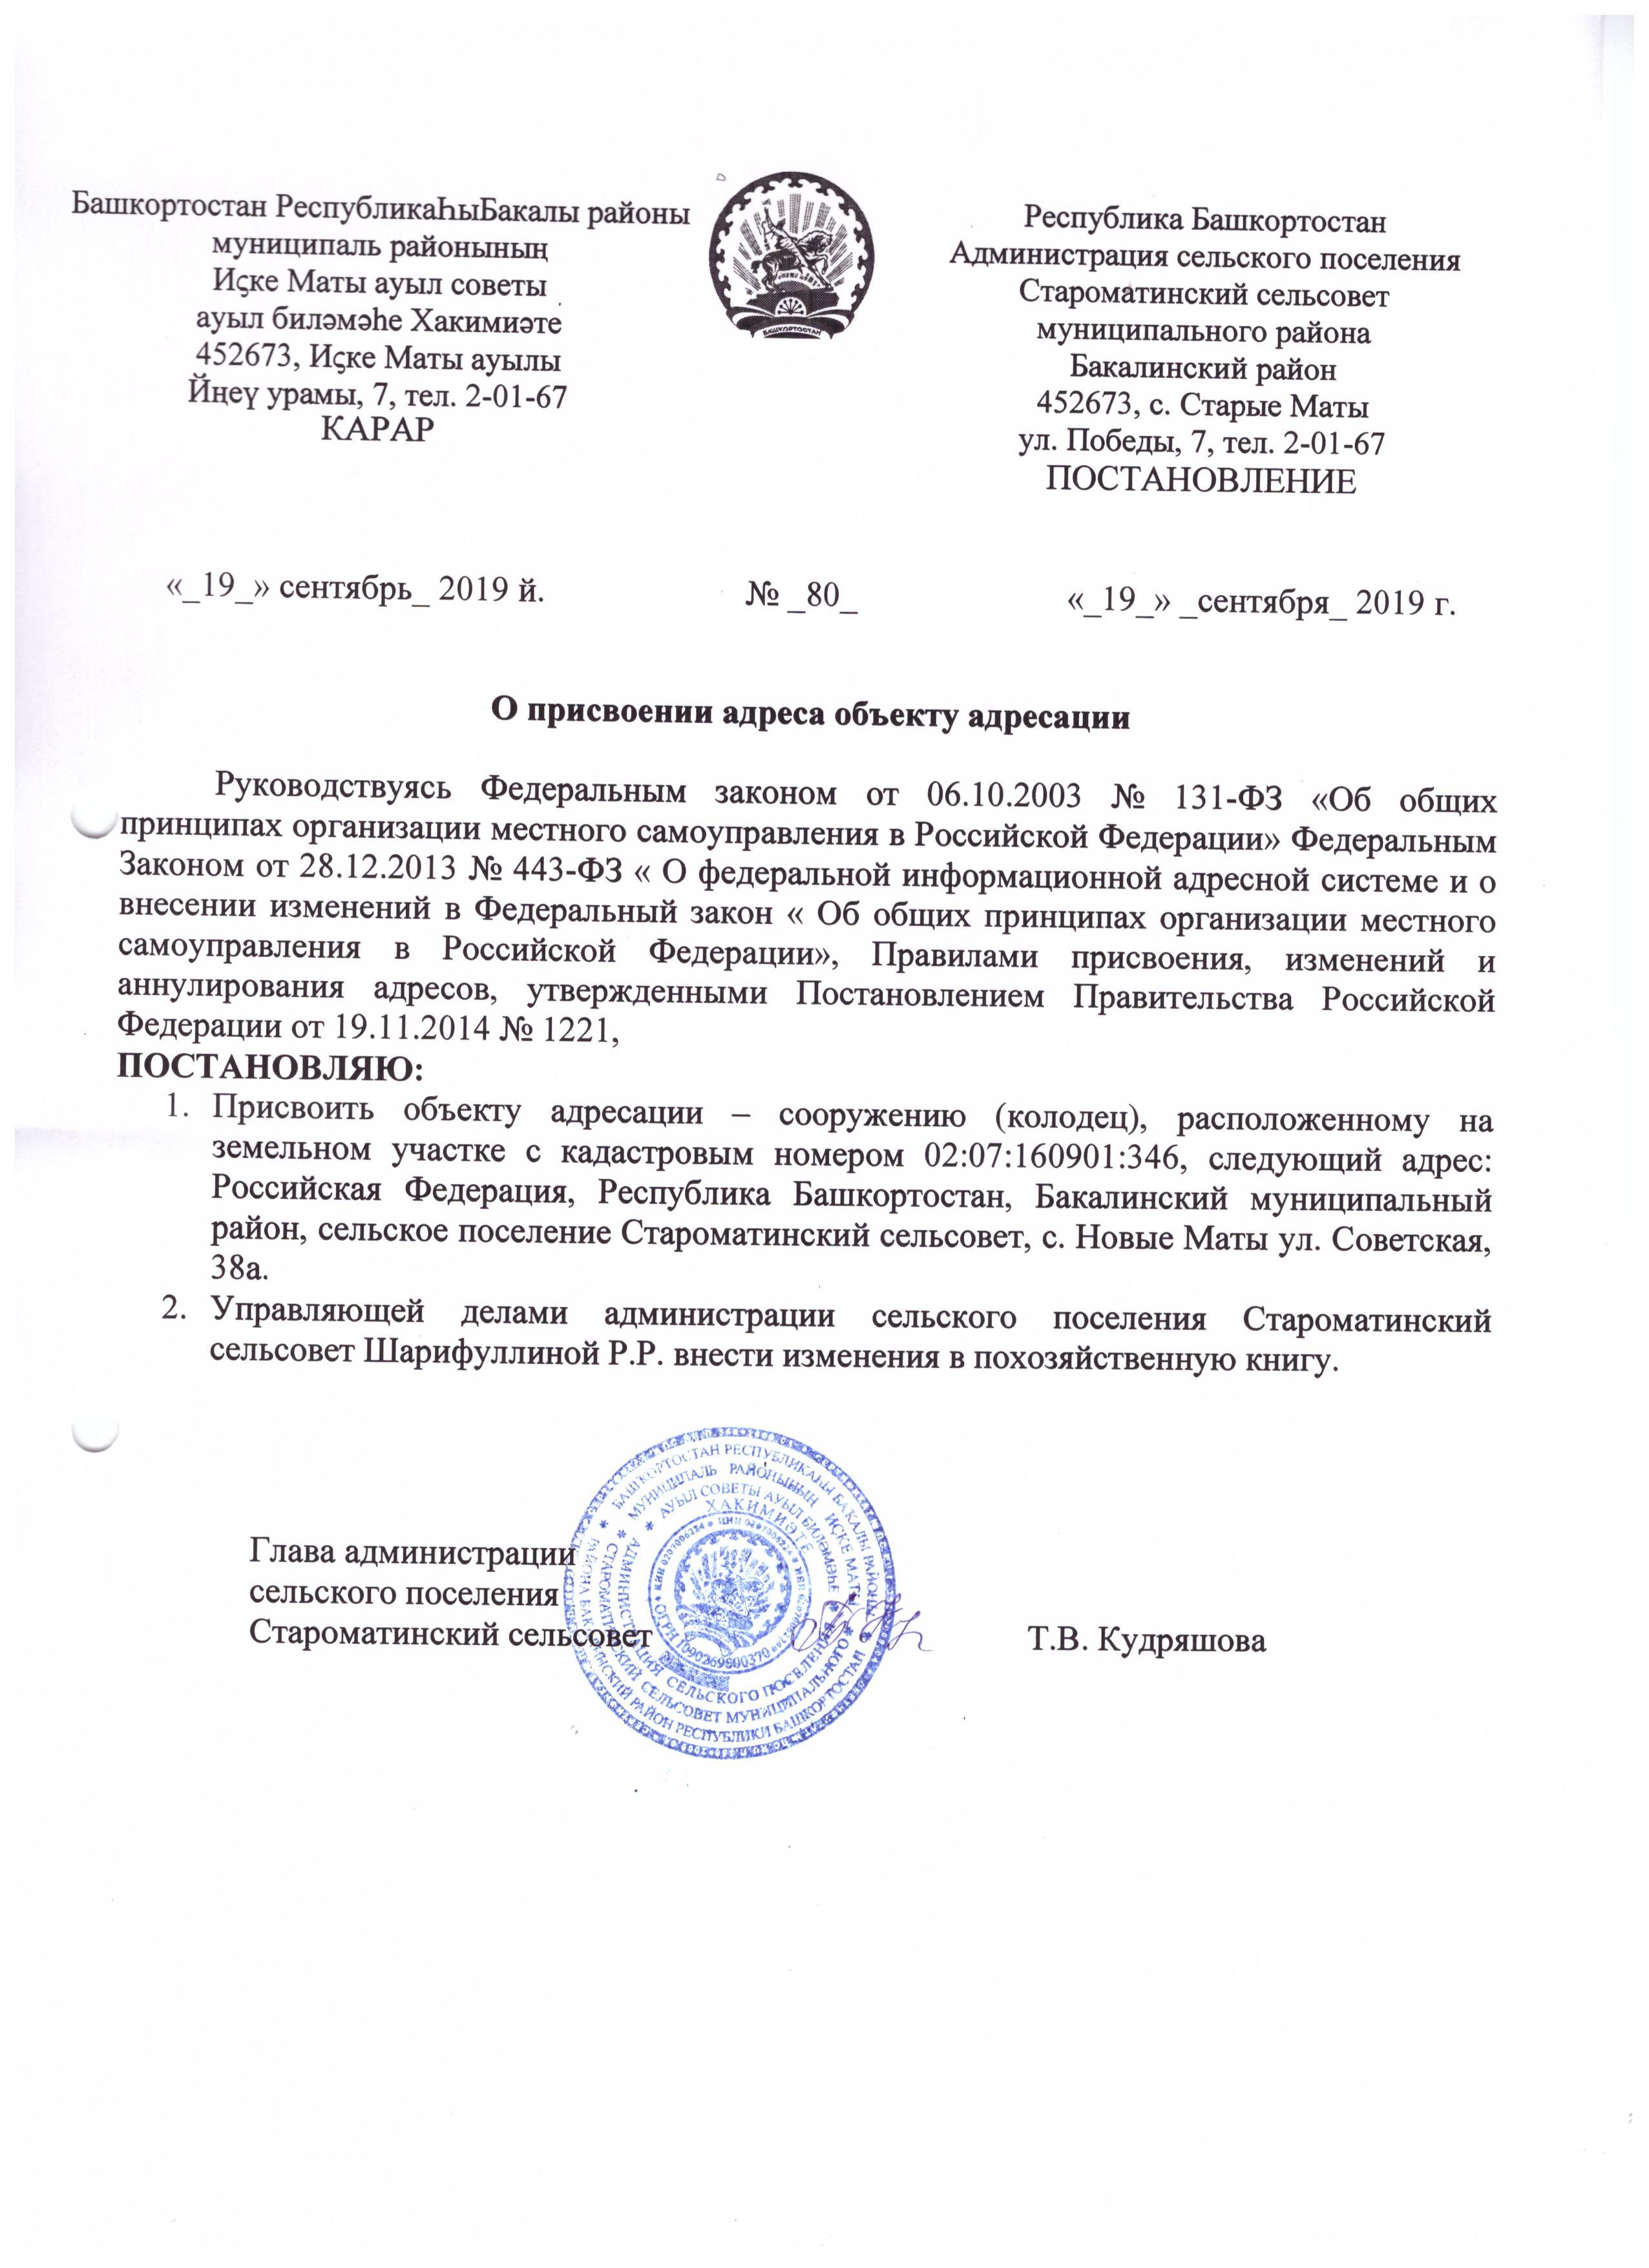 Башкортостан РеспубликаҺыБакалы районы
муниципаль районының
Иҫке Маты ауыл советы
ауыл биләмәһе Хакимиәте
452673, Иҫке Маты ауылы
Йңеү урамы, 7, тел. 2-01-67
КАРАР
БАШҠОРТОСТАН
Республика Башкортостан
Администрация сельского поселения
Староматинский сельсовет
муниципального района
Бакалинский район
452673, с. Старые Маты
ул. Победы, 7, тел. 2-01-67
ПОСТАНОВЛЕНИЕ
«_19_» сентябрь_ 2019 й.
№ _80_
«_19_» _сентября_ 2019 г.
О присвоении адреса объекту адресации
Руководствуясь Федеральным законом от 06.10.2003 № 131-ФЗ «Об общих
принципах организации местного самоуправления в Российской Федерации» Федеральным
Законом от 28.12.2013 № 443-ФЗ « О федеральной информационной адресной системе и о
внесении изменений в Федеральный закон « Об общих принципах организации местного
самоуправления в Российской Федерации», Правилами присвоения, изменений и
аннулирования адресов, утвержденными Постановлением Правительства Российской
Федерации от 19.11.2014 № 1221,
ПОСТАНОВЛЯЮ:
1. Присвоить объекту адресации – сооружению (колодец), расположенному на
земельном участке с кадастровым номером 02:07:160901:346, следующий адрес:
Российская Федерация, Республика Башкортостан, Бакалинский муниципальный
район, сельское поселение Староматинский сельсовет, с. Новые Маты ул. Советская,
38а.
2. Управляющей делами администрации сельского поселения Староматинский
сельсовет Шарифуллиной Р.Р. внести изменения в похозяйственную книгу.
Глава администрации
сельского поселения
Староматинский сельсовет
Т.В. Кудряшова
БАШКОРТОСТАН РЕСПУБЛИКАҺЫ БАКАЛЫ РАЙОНЫ
МУНИЦИПАЛЬ РАЙОНЫНЫҢ ИҪКЕ МАТЫ
АУЫЛ СОВЕТЫ АУЫЛ БИЛӘМӘҺЕ
ХАКИМИӘТЕ
АДМИНИСТРАЦИЯ СЕЛЬСКОГО ПОСЕЛЕНИЯ
СТАРОМАТИНСКИЙ СЕЛЬСОВЕТ МУНИЦИПАЛЬНОГО
РАЙОНА БАКАЛИНСКИЙ РАЙОН РЕСПУБЛИКИ БАШКОРТОСТАН
ОГРН 1090269000370